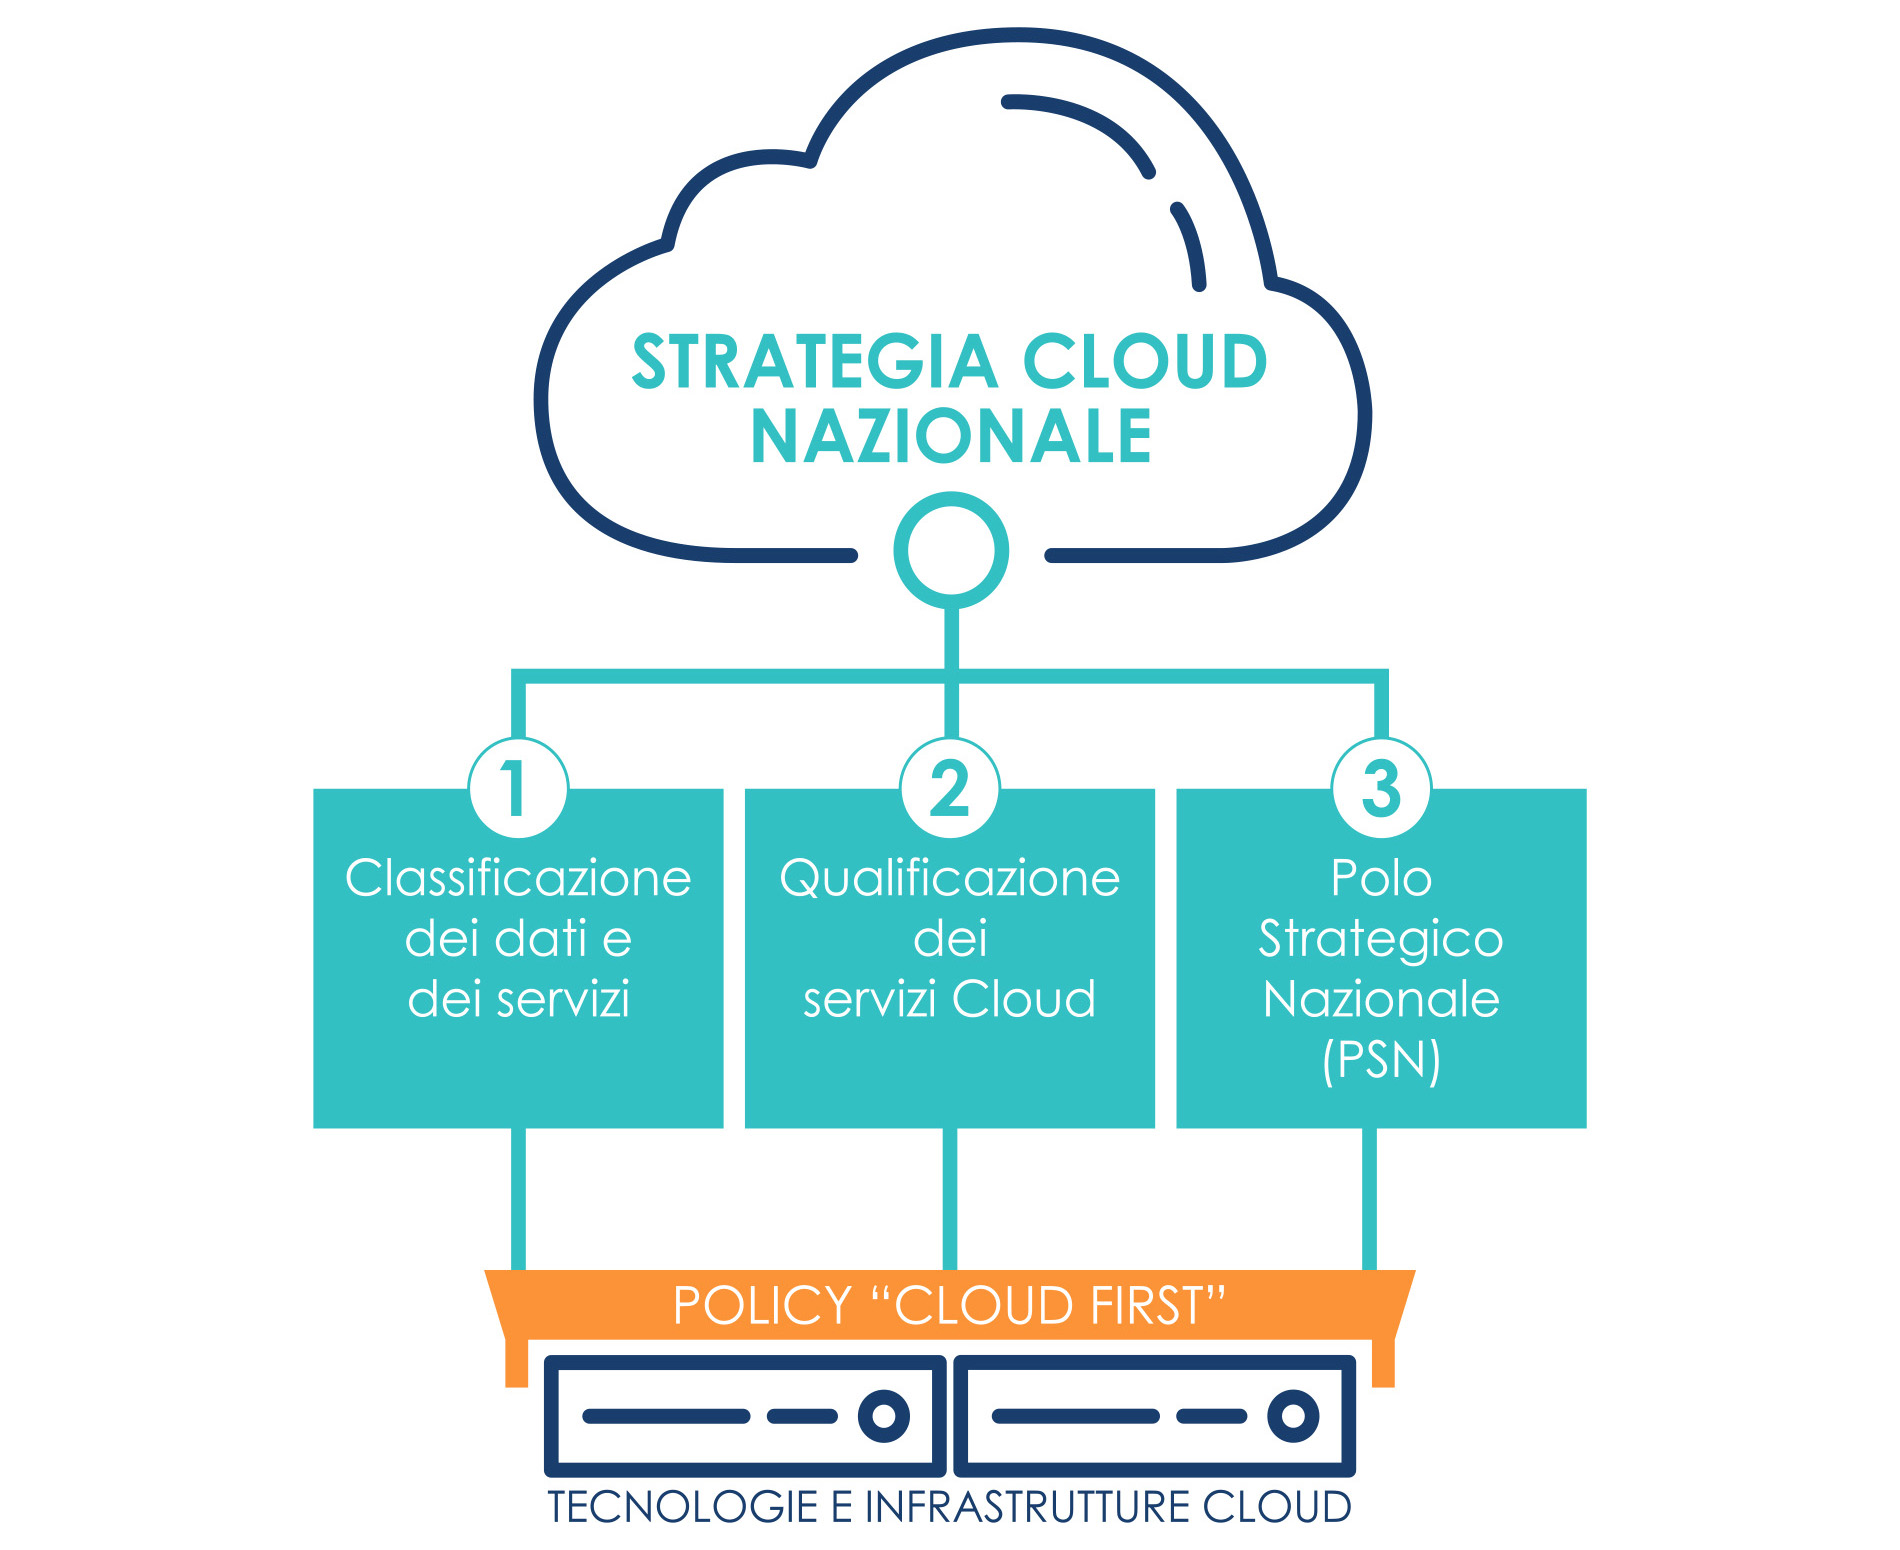 STRATEGIA CLOUD
NAZIONALE
1
Classificazione
dei dati e
dei servizi
2
Qualificazione
dei
servizi Cloud
3
Polo
Strategico
Nazionale
(PSN)
POLICY “CLOUD FIRST”
TECNOLOGIE E INFRASTRUTTURE CLOUD